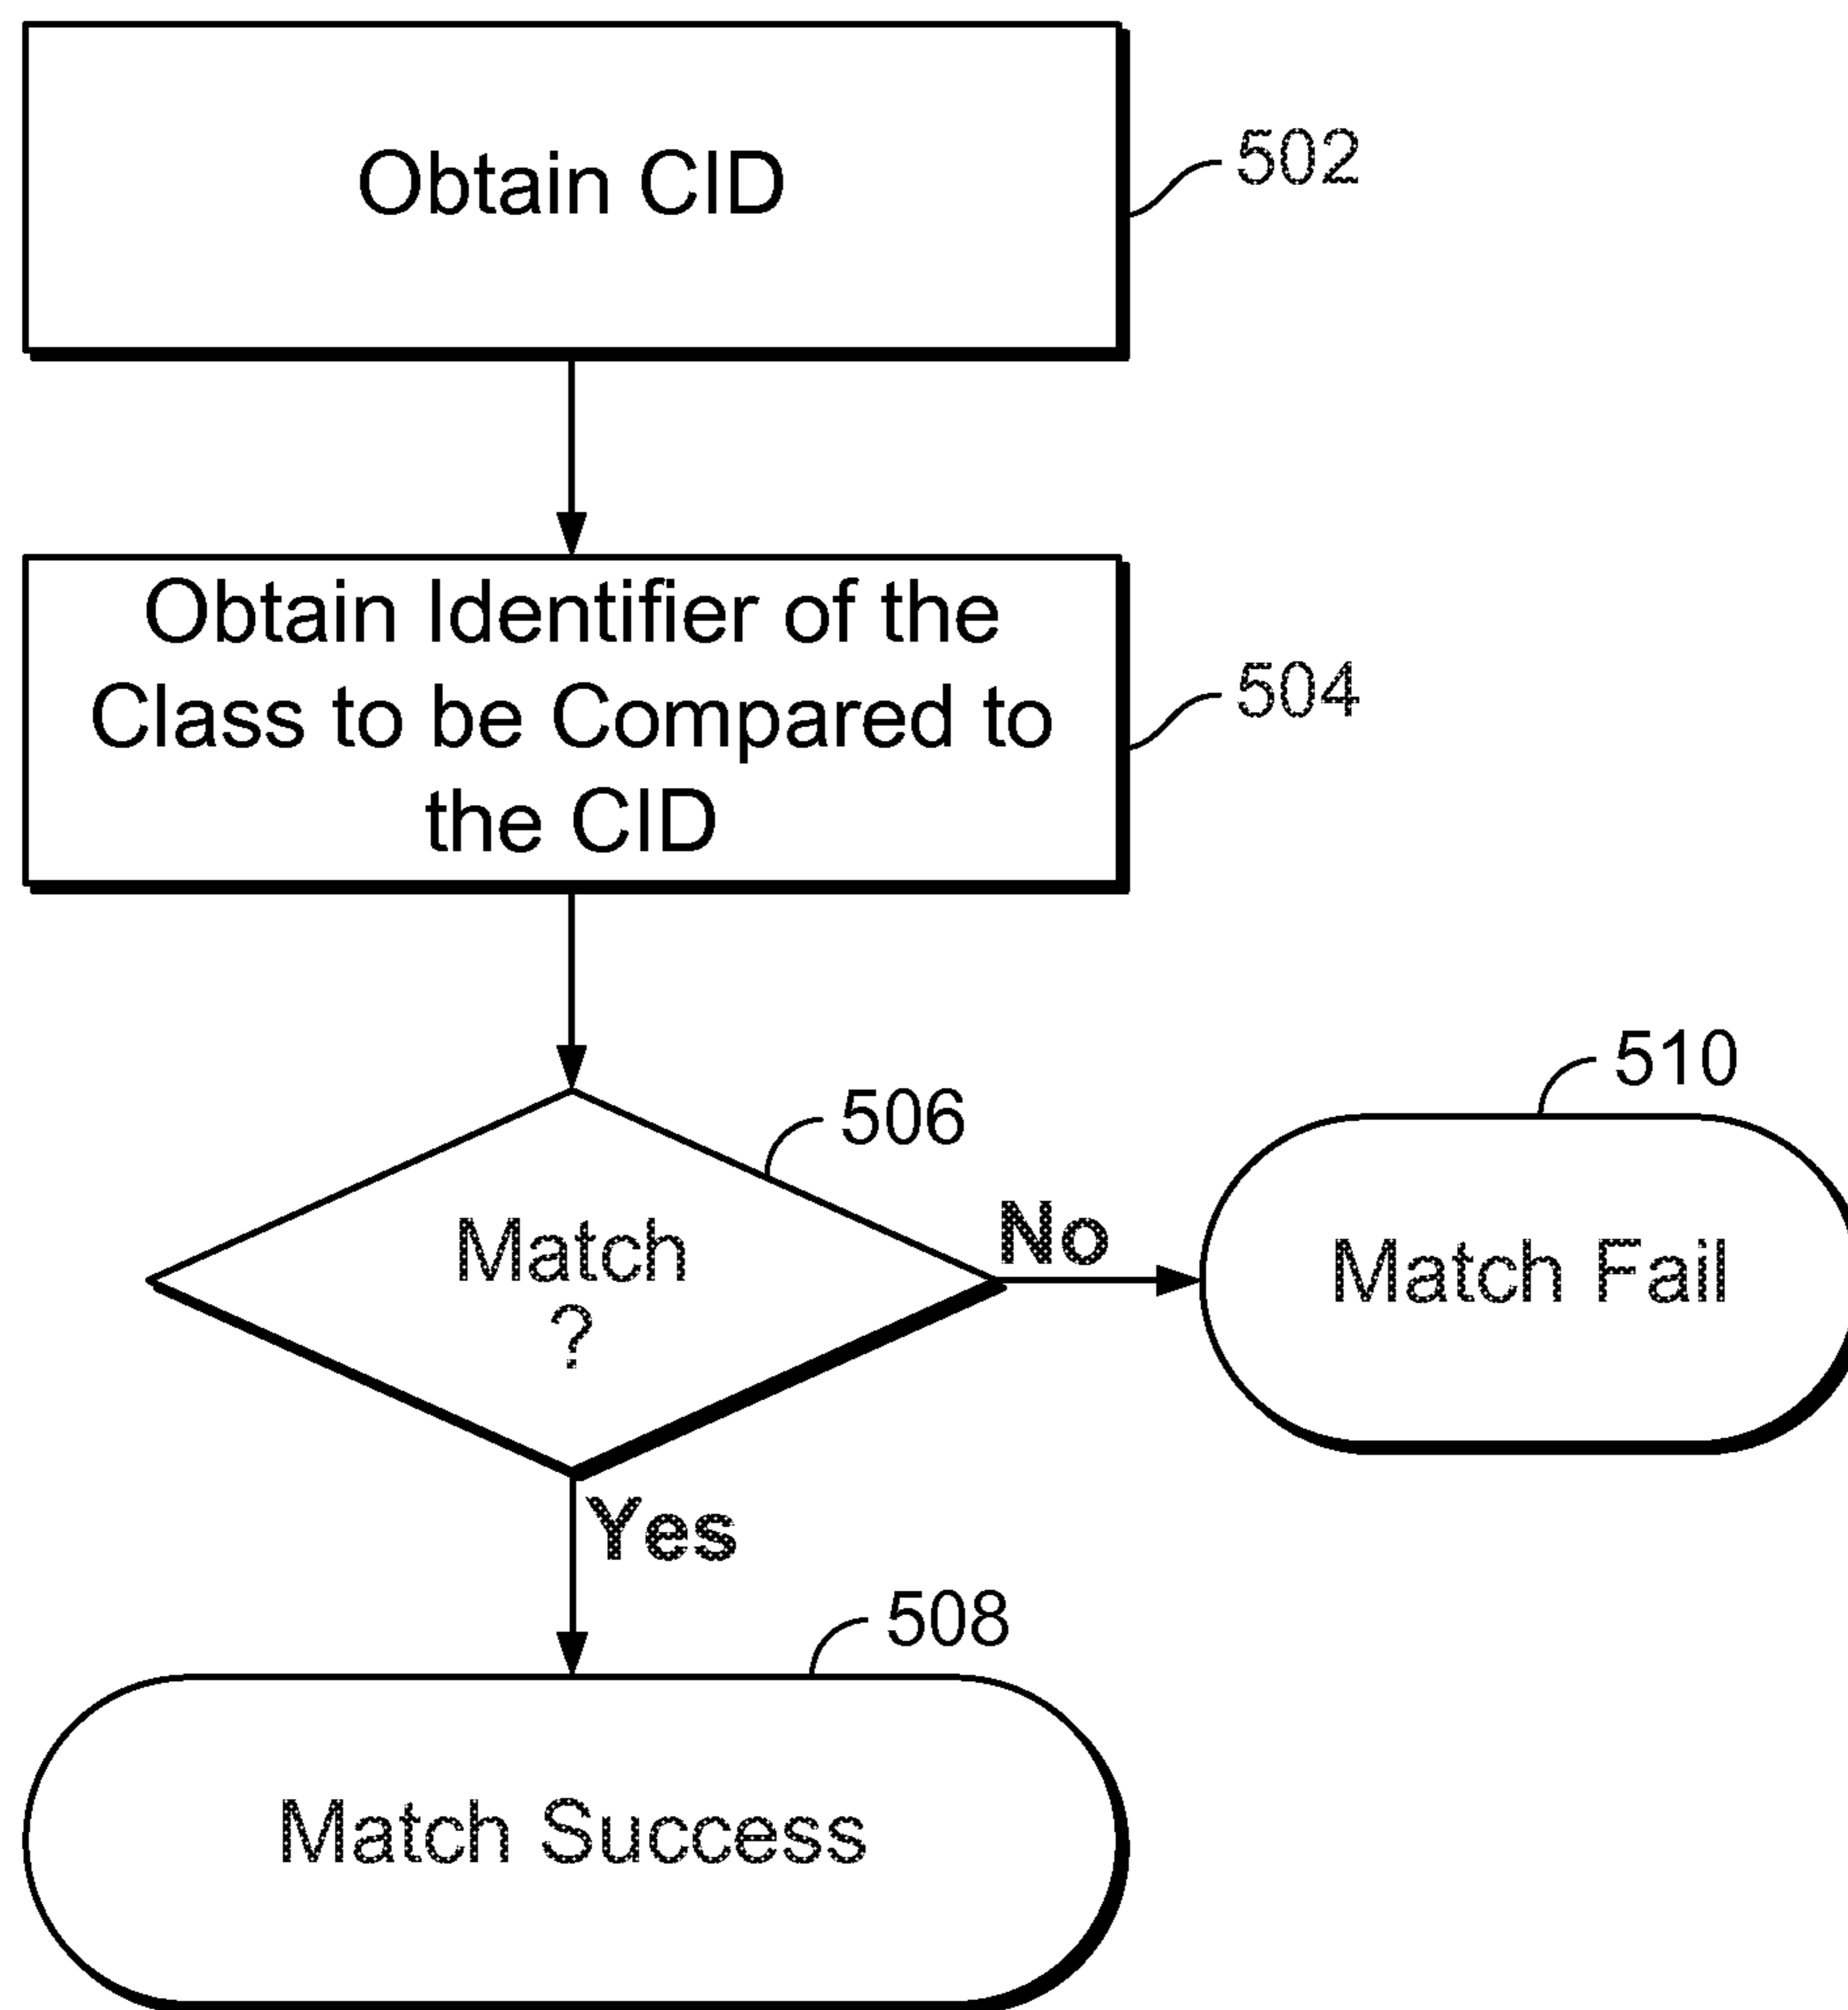 Obtain CID
502
Obtain Identifier of the
Class to be Compared to
the CID
504
506
Match
?
No
510
Match Fail
Yes
508
Match Success